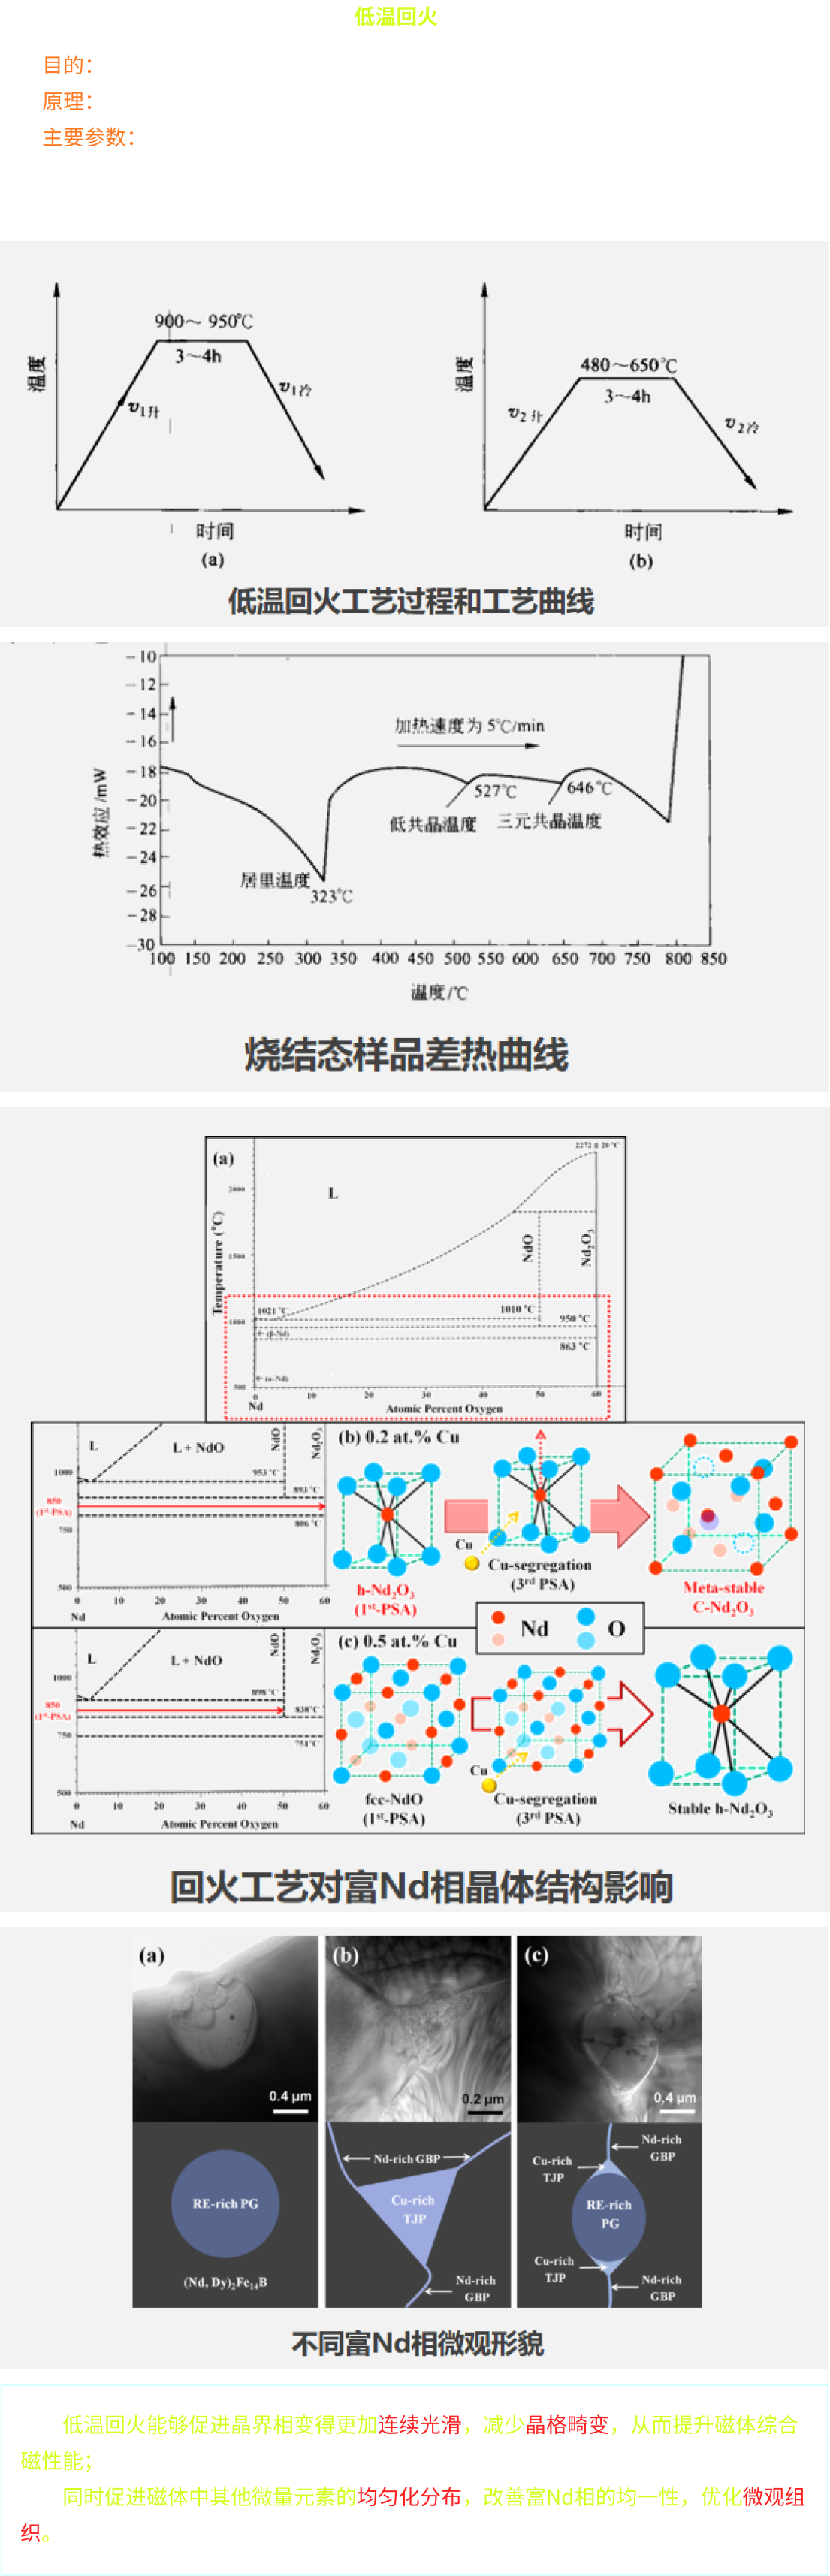 低温回火
目的：
原理：
主要参数：
900～950℃
3～4h
温度
υ1升
υ1冷
时间
(a)
480～650℃
3～4h
温度
υ2升
υ2冷
时间
(b)
低温回火工艺过程和工艺曲线
-10
-12
-14
-16
-18
-20
-22
-24
-26
-28
-30
热效应/mW
加热速度为 5℃/min
527℃
646℃
低共晶温度
三元共晶温度
居里温度
323℃
100 150 200 250 300 350 400 450 500 550 600 650 700 750 800 850
温度/℃
烧结态样品差热曲线
(a)
2272 ± 20 °C
L
2000
1500
1000
500
Temperature (°C)
NdO
Nd₂O₃
1021 °C
1010 °C
950 °C
(β-Nd)
863 °C
(α-Nd)
0 10 20 30 40 50 60
Nd
Atomic Percent Oxygen
L
L + NdO
NdO
Nd₂O₃
1000
953 °C
893 °C
850
(1st-PSA)
806 °C
750
500
0 10 20 30 40 50 60
Nd
Atomic Percent Oxygen
(b) 0.2 at.% Cu
Cu
h-Nd₂O₃
(1st-PSA)
Cu-segregation
(3rd PSA)
Meta-stable
C-Nd₂O₃
Nd
O
L
L + NdO
NdO
Nd₂O₃
1000
898 °C
850
(1st-PSA)
838 °C
750
751 °C
500
0 10 20 30 40 50 60
Nd
Atomic Percent Oxygen
(c) 0.5 at.% Cu
Cu
fcc-NdO
(1st-PSA)
Cu-segregation
(3rd PSA)
Stable h-Nd₂O₃
回火工艺对富Nd相晶体结构影响
(a)
0.4 μm
(b)
0.2 μm
(c)
0.4 μm
RE-rich PG
(Nd, Dy)₂Fe₁₄B
Nd-rich GBP
Cu-rich
TJP
Nd-rich
GBP
Nd-rich
GBP
Cu-rich
TJP
RE-rich
PG
Cu-rich
TJP
Nd-rich
GBP
不同富Nd相微观形貌
低温回火能够促进晶界相变得更加连续光滑，减少晶格畸变，从而提升磁体综合
磁性能；
同时促进磁体中其他微量元素的均匀化分布，改善富Nd相的均一性，优化微观组
织。